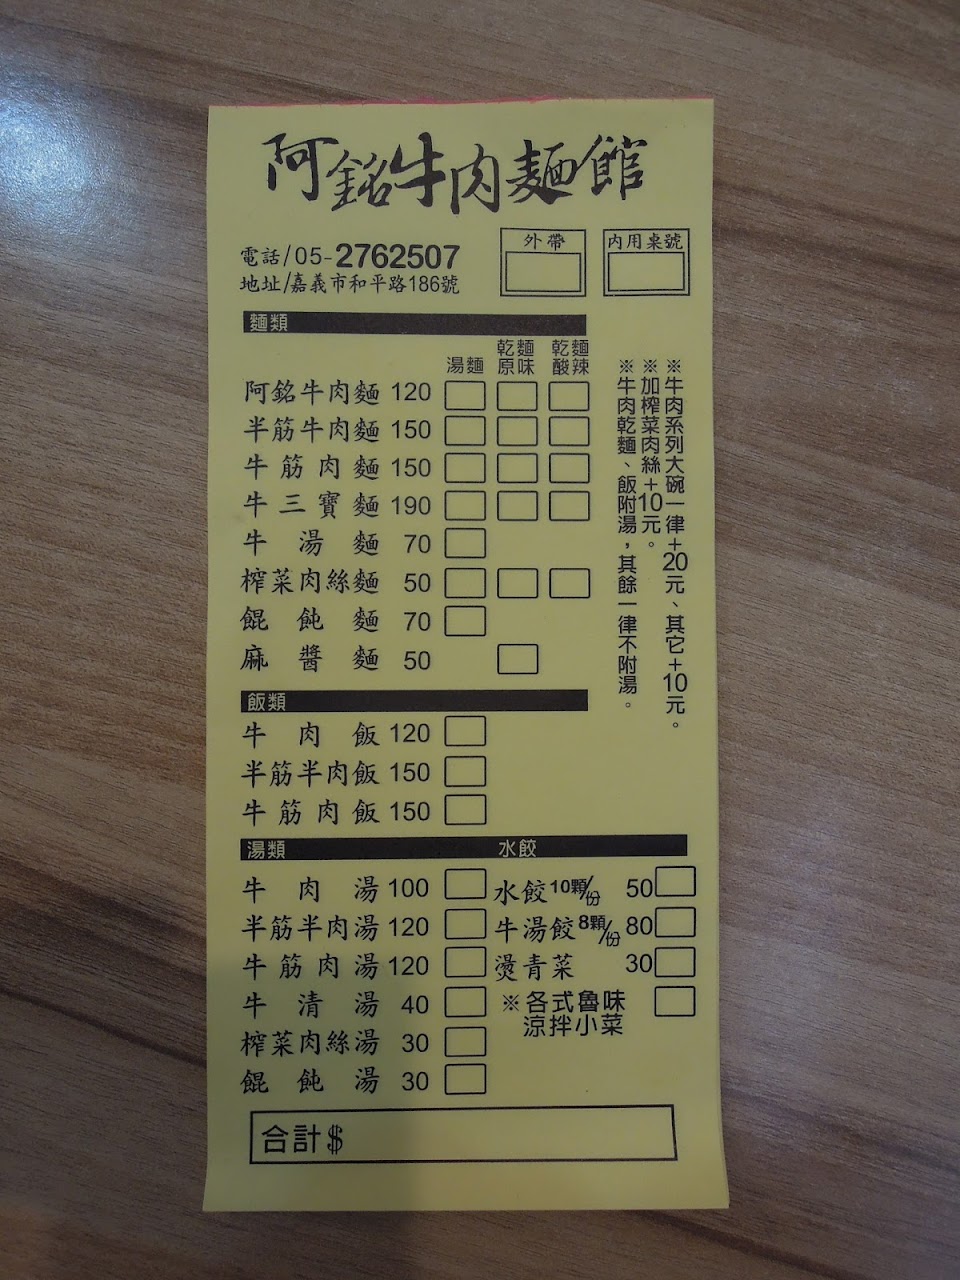 阿銘牛肉麵館
電話/05-2762507
地址/嘉義市和平路186號
外帶
內用桌號
麵類
湯麵 乾麵原味 乾麵酸辣
阿銘牛肉麵 120
半筋牛肉麵 150
牛筋肉麵 150
牛三寶麵 190
牛湯麵 70
榨菜肉絲麵 50
餛飩麵 70
麻醬麵 50
※牛肉系列大碗一律+20元、其它+10元。
※加榨菜肉絲+10元。
※牛肉乾麵、飯附湯，其餘一律不附湯。
飯類
牛肉飯 120
半筋半肉飯 150
牛筋肉飯 150
湯類
牛肉湯 100
半筋半肉湯 120
牛筋肉湯 120
牛清湯 40
榨菜肉絲湯 30
餛飩湯 30
水餃
水餃10顆/份 50
牛湯餃8顆/份 80
燙青菜 30
※各式魯味
涼拌小菜
合計$